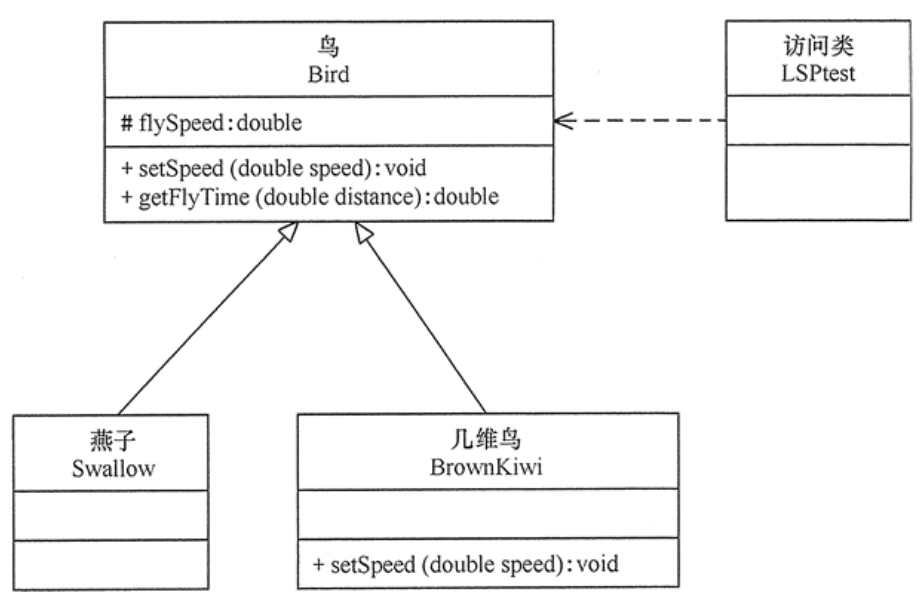 鸟
Bird
# flySpeed:double
+ setSpeed (double speed):void
+ getFlyTime (double distance):double
访问类
LSPtest
燕子
Swallow
几维鸟
BrownKiwi
+ setSpeed (double speed):void